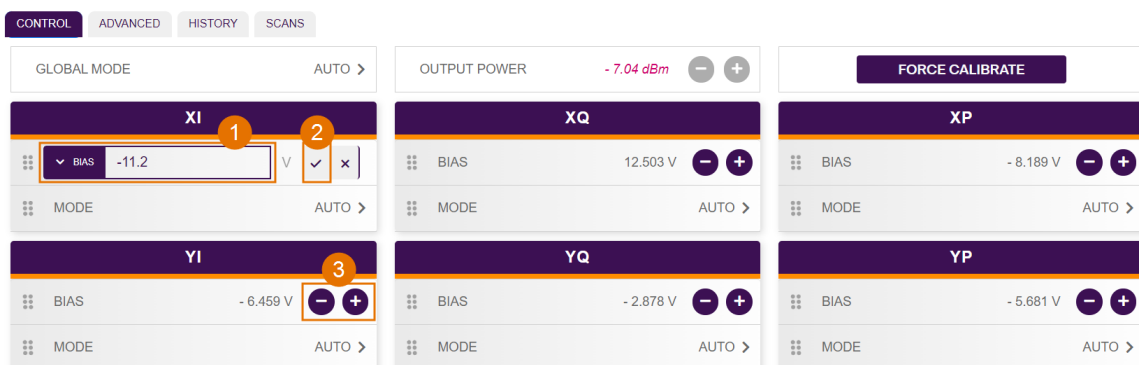 CONTROL ADVANCED HISTORY SCANS
GLOBAL MODE AUTO OUTPUT POWER - 7.04 dBm FORCE CALIBRATE
XI XQ XP
1 2
BIAS -11.2 V BIAS 12.503 V BIAS - 8.189 V
MODE AUTO MODE AUTO MODE AUTO
YI YQ YP
3
BIAS - 6.459 V BIAS - 2.878 V BIAS - 5.681 V
MODE AUTO MODE AUTO MODE AUTO